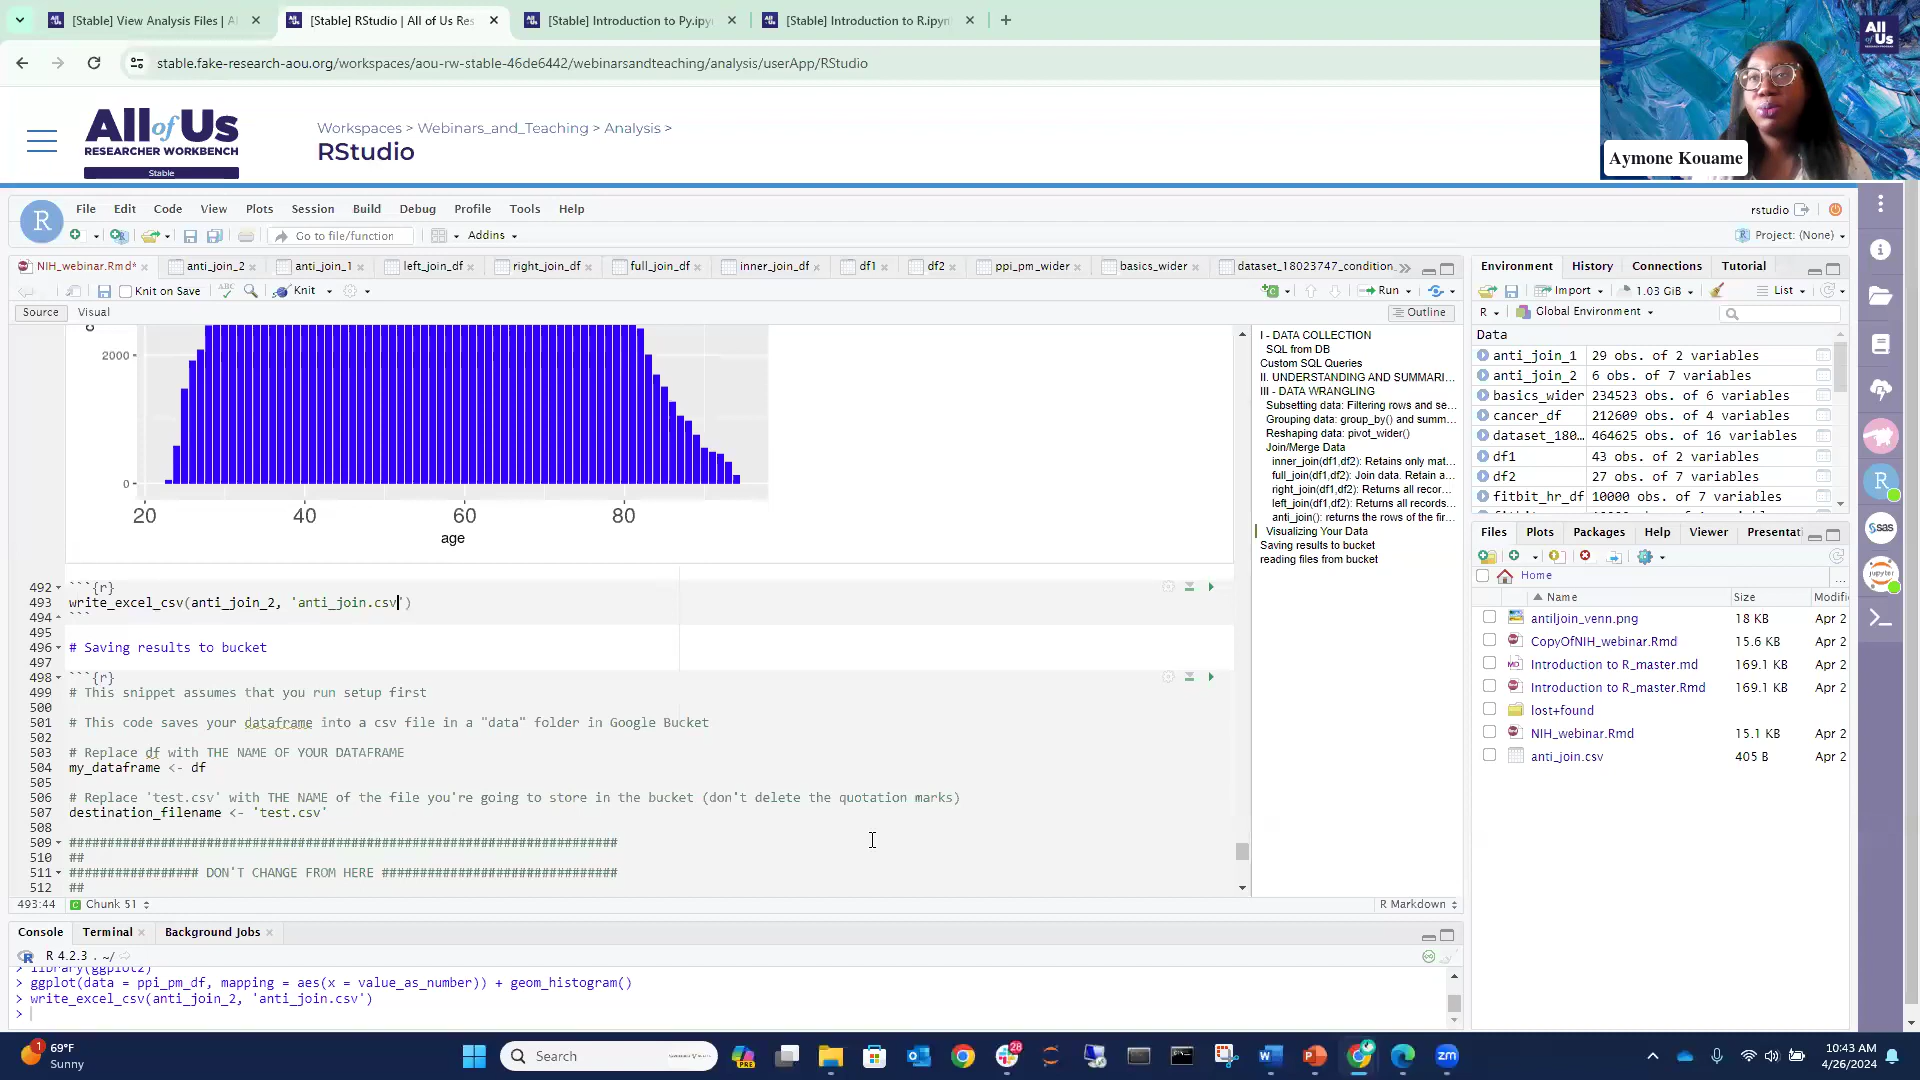 [Stable] View Analysis Files | A
[Stable] RStudio | All of Us Res
[Stable] Introduction to Py.ipy
[Stable] Introduction to R.ipyn
stable.fake-research-aou.org/workspaces/aou-rw-stable-46de6442/webinarsandteaching/analysis/userApp/RStudio
All of Us
RESEARCHER WORKBENCH
Stable
Workspaces > Webinars_and_Teaching > Analysis >
RStudio
All of Us
Aymone Kouame
R File Edit Code View Plots Session Build Debug Profile Tools Help
rstudio
Go to file/function
Addins
Project: (None)
NIH_webinar.Rmd* anti_join_2 anti_join_1 left_join_df right_join_df full_join_df inner_join_df df1 df2 ppi_pm_wider basics_wider dataset_18023747_condition_
Knit on Save ABC Knit Run
Source Visual Outline
2000
0
20 40 60 80
age
492 ```{r}
493 write_excel_csv(anti_join_2, 'anti_join.csv')
494 ```
495
496 # Saving results to bucket
497
498 ```{r}
499 # This snippet assumes that you run setup first
500
501 # This code saves your dataframe into a csv file in a "data" folder in Google Bucket
502
503 # Replace df with THE NAME OF YOUR DATAFRAME
504 my_dataframe <- df
505
506 # Replace 'test.csv' with THE NAME of the file you're going to store in the bucket (don't delete the quotation marks)
507 destination_filename <- 'test.csv'
508
509 ########################################################################
510 ##
511 ################# DON'T CHANGE FROM HERE ###############################
512 ##
493:44 Chunk 51 R Markdown
I - DATA COLLECTION
SQL from DB
Custom SQL Queries
II. UNDERSTANDING AND SUMMARI...
III - DATA WRANGLING
Subsetting data: Filtering rows and se...
Grouping data: group_by() and summ...
Reshaping data: pivot_wider()
Join/Merge Data
inner_join(df1,df2): Retains only mat...
full_join(df1,df2): Join data. Retain a...
right_join(df1,df2): Returns all recor...
left_join(df1,df2): Returns all records...
anti_join(): returns the rows of the fir...
Visualizing Your Data
Saving results to bucket
reading files from bucket
Console Terminal Background Jobs
R 4.2.3 . ~/
> library(ggplot2)
> ggplot(data = ppi_pm_df, mapping = aes(x = value_as_number)) + geom_histogram()
> write_excel_csv(anti_join_2, 'anti_join.csv')
>
Environment History Connections Tutorial
Import 1.03 GiB List
R Global Environment
Data
anti_join_1 29 obs. of 2 variables
anti_join_2 6 obs. of 7 variables
basics_wider 234523 obs. of 6 variables
cancer_df 212609 obs. of 4 variables
dataset_180... 464625 obs. of 16 variables
df1 43 obs. of 2 variables
df2 27 obs. of 7 variables
fitbit_hr_df 10000 obs. of 7 variables
Files Plots Packages Help Viewer Presentati
Home ...
Name Size Modified
antiljoin_venn.png 18 KB Apr 2
CopyOfNIH_webinar.Rmd 15.6 KB Apr 2
Introduction to R_master.md 169.1 KB Apr 2
Introduction to R_master.Rmd 169.1 KB Apr 2
lost+found Apr 2
NIH_webinar.Rmd 15.1 KB Apr 2
anti_join.csv 405 B Apr 2
sas
jupyter
1
69°F
Sunny
Search
PRE
28
zm
10:43 AM
4/26/2024